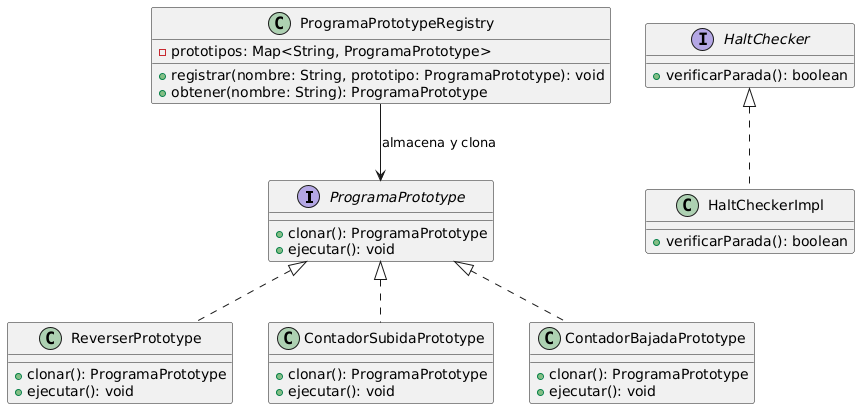 ProgramaPrototypeRegistry
prototipos: Map<String, ProgramaPrototype>
registrar(nombre: String, prototipo: ProgramaPrototype): void
obtener(nombre: String): ProgramaPrototype
HaltChecker
verificarParada(): boolean
almacena y clona
ProgramaPrototype
clonar(): ProgramaPrototype
ejecutar(): void
HaltCheckerImpl
verificarParada(): boolean
ReverserPrototype
clonar(): ProgramaPrototype
ejecutar(): void
ContadorSubidaPrototype
clonar(): ProgramaPrototype
ejecutar(): void
ContadorBajadaPrototype
clonar(): ProgramaPrototype
ejecutar(): void